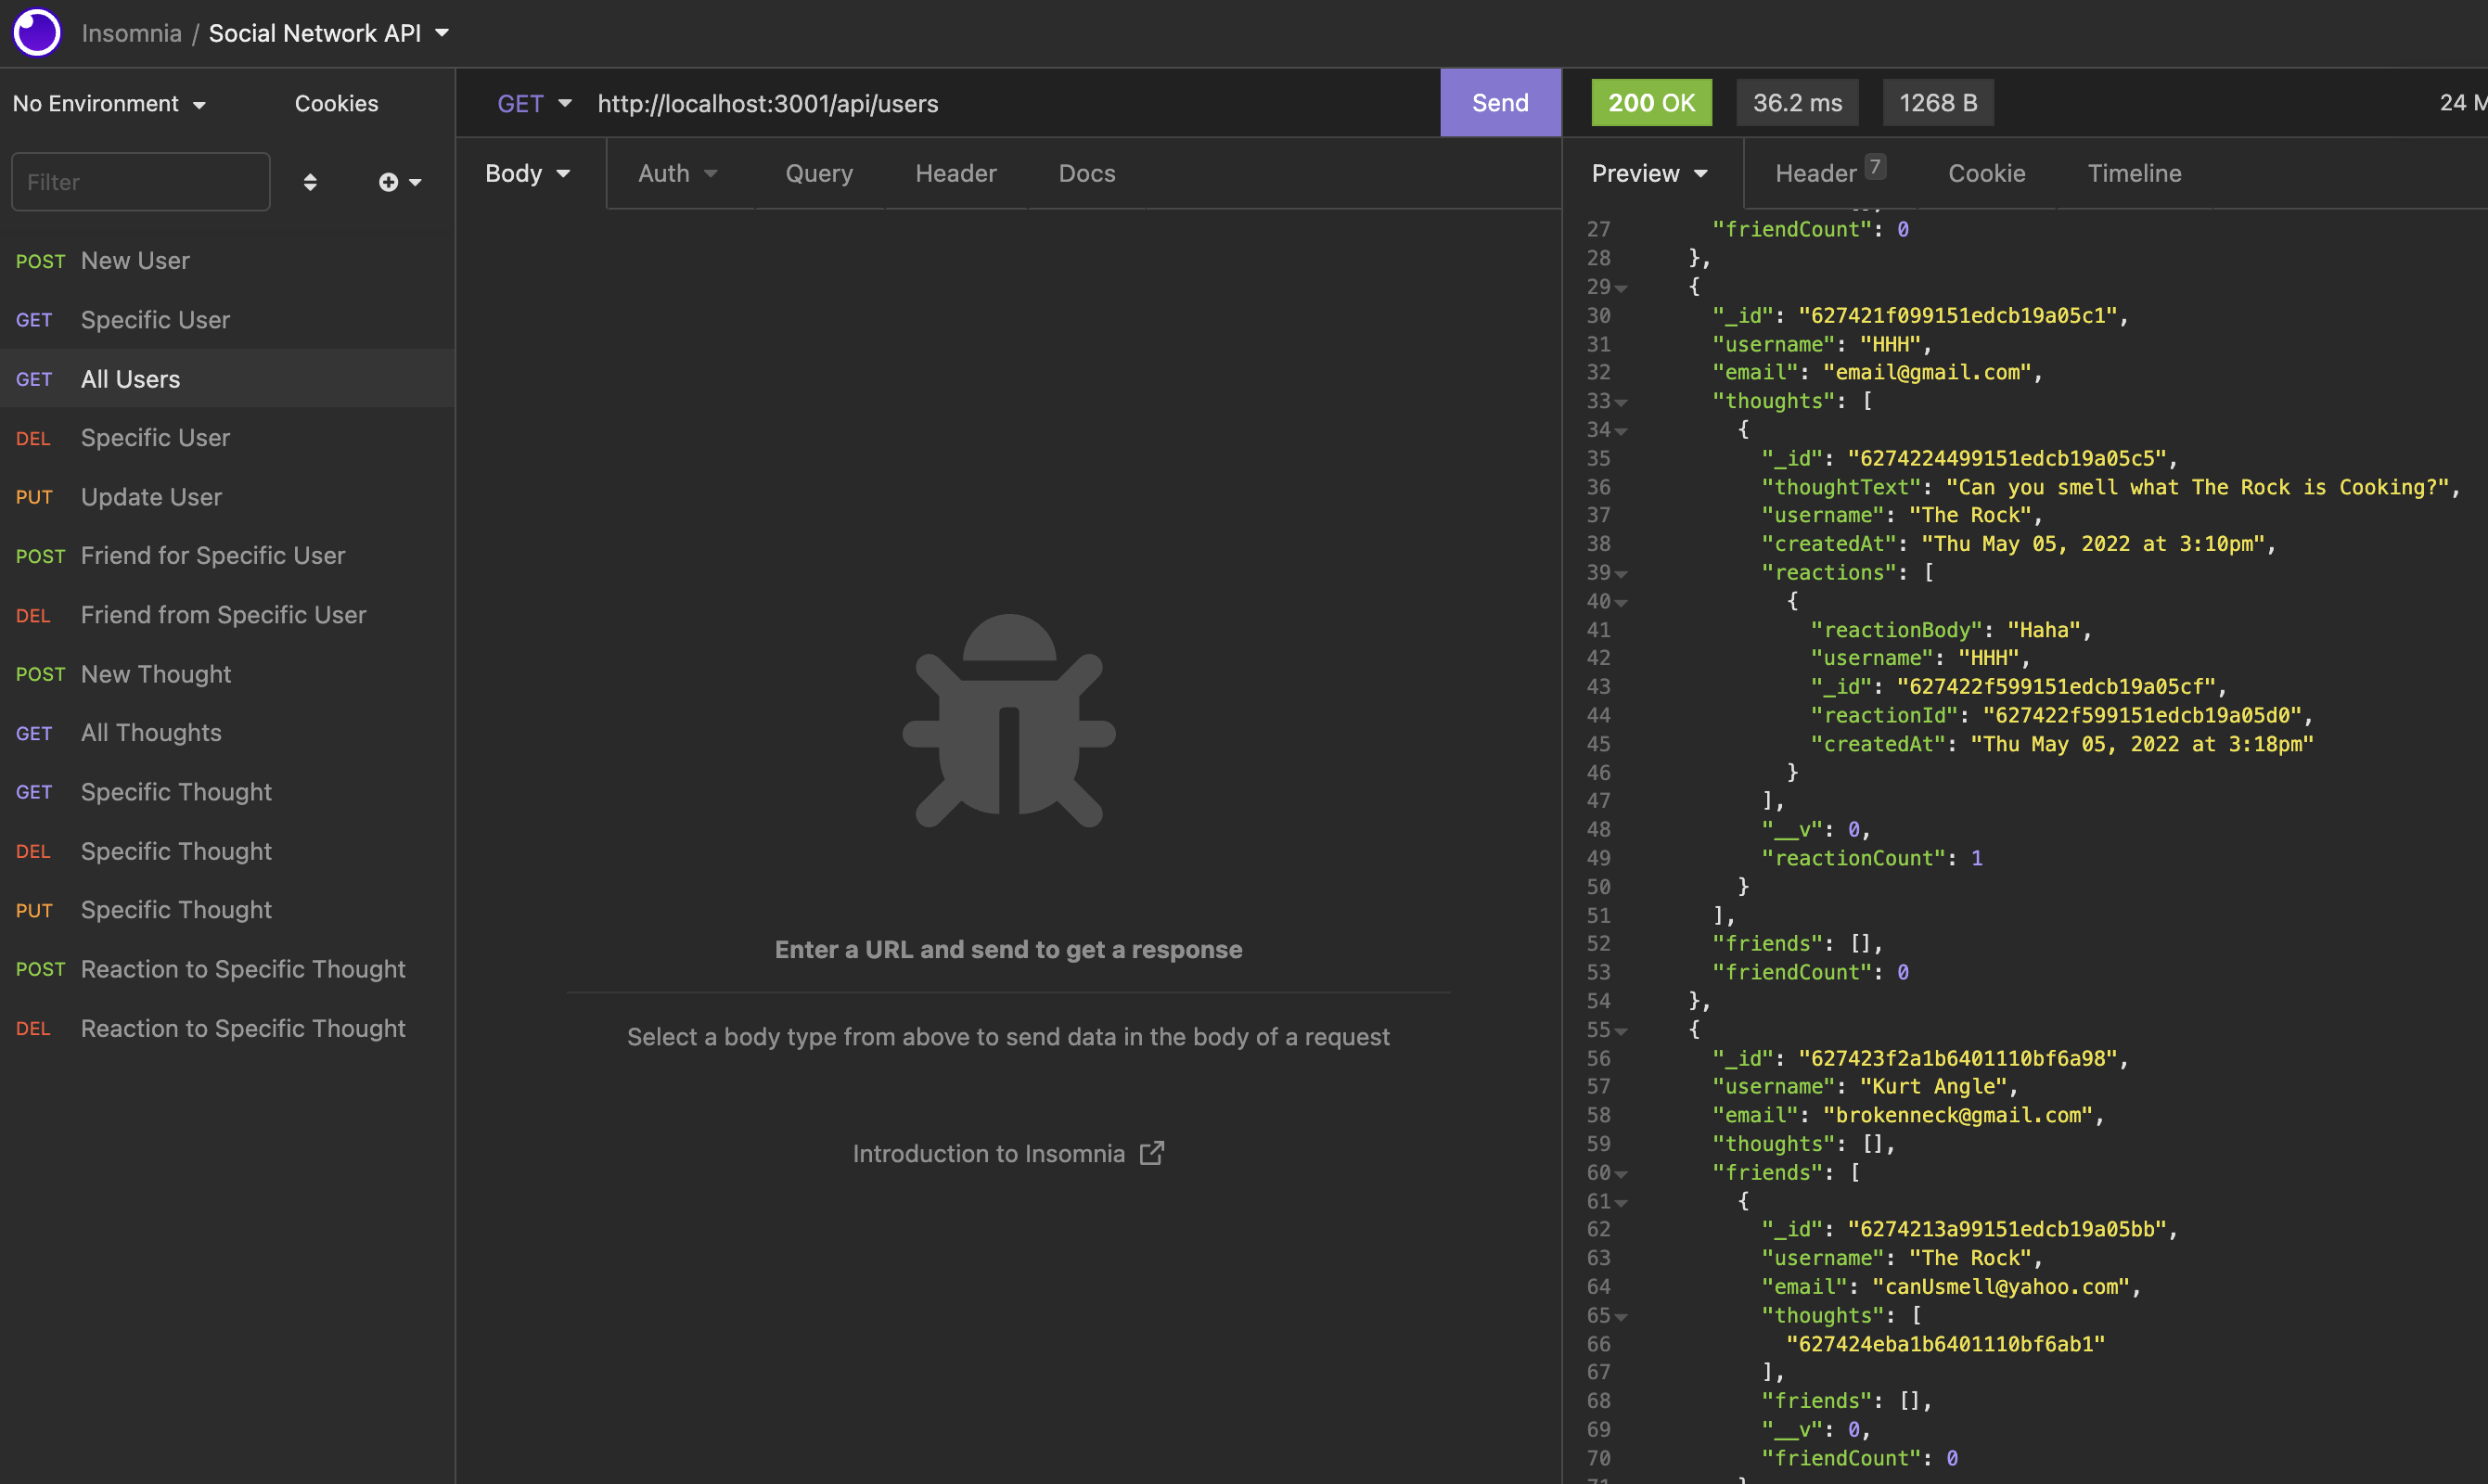 Insomnia / Social Network API
No Environment
Cookies
Filter
POST New User
GET Specific User
GET All Users
DEL Specific User
PUT Update User
POST Friend for Specific User
DEL Friend from Specific User
POST New Thought
GET All Thoughts
GET Specific Thought
DEL Specific Thought
PUT Specific Thought
POST Reaction to Specific Thought
DEL Reaction to Specific Thought
GET http://localhost:3001/api/users Send
Body Auth Query Header Docs
Enter a URL and send to get a response
Select a body type from above to send data in the body of a request
Introduction to Insomnia
200 OK 36.2 ms 1268 B 24 M
Preview Header 7 Cookie Timeline
27 "friendCount": 0
28 },
29 {
30 "_id": "627421f099151edcb19a05c1",
31 "username": "HHH",
32 "email": "email@gmail.com",
33 "thoughts": [
34 {
35 "_id": "6274224499151edcb19a05c5",
36 "thoughtText": "Can you smell what The Rock is Cooking?",
37 "username": "The Rock",
38 "createdAt": "Thu May 05, 2022 at 3:10pm",
39 "reactions": [
40 {
41 "reactionBody": "Haha",
42 "username": "HHH",
43 "_id": "627422f599151edcb19a05cf",
44 "reactionId": "627422f599151edcb19a05d0",
45 "createdAt": "Thu May 05, 2022 at 3:18pm"
46 }
47 ],
48 "__v": 0,
49 "reactionCount": 1
50 }
51 ],
52 "friends": [],
53 "friendCount": 0
54 },
55 {
56 "_id": "627423f2a1b6401110bf6a98",
57 "username": "Kurt Angle",
58 "email": "brokenneck@gmail.com",
59 "thoughts": [],
60 "friends": [
61 {
62 "_id": "6274213a99151edcb19a05bb",
63 "username": "The Rock",
64 "email": "canUsmell@yahoo.com",
65 "thoughts": [
66 "627424eba1b6401110bf6ab1"
67 ],
68 "friends": [],
69 "__v": 0,
70 "friendCount": 0